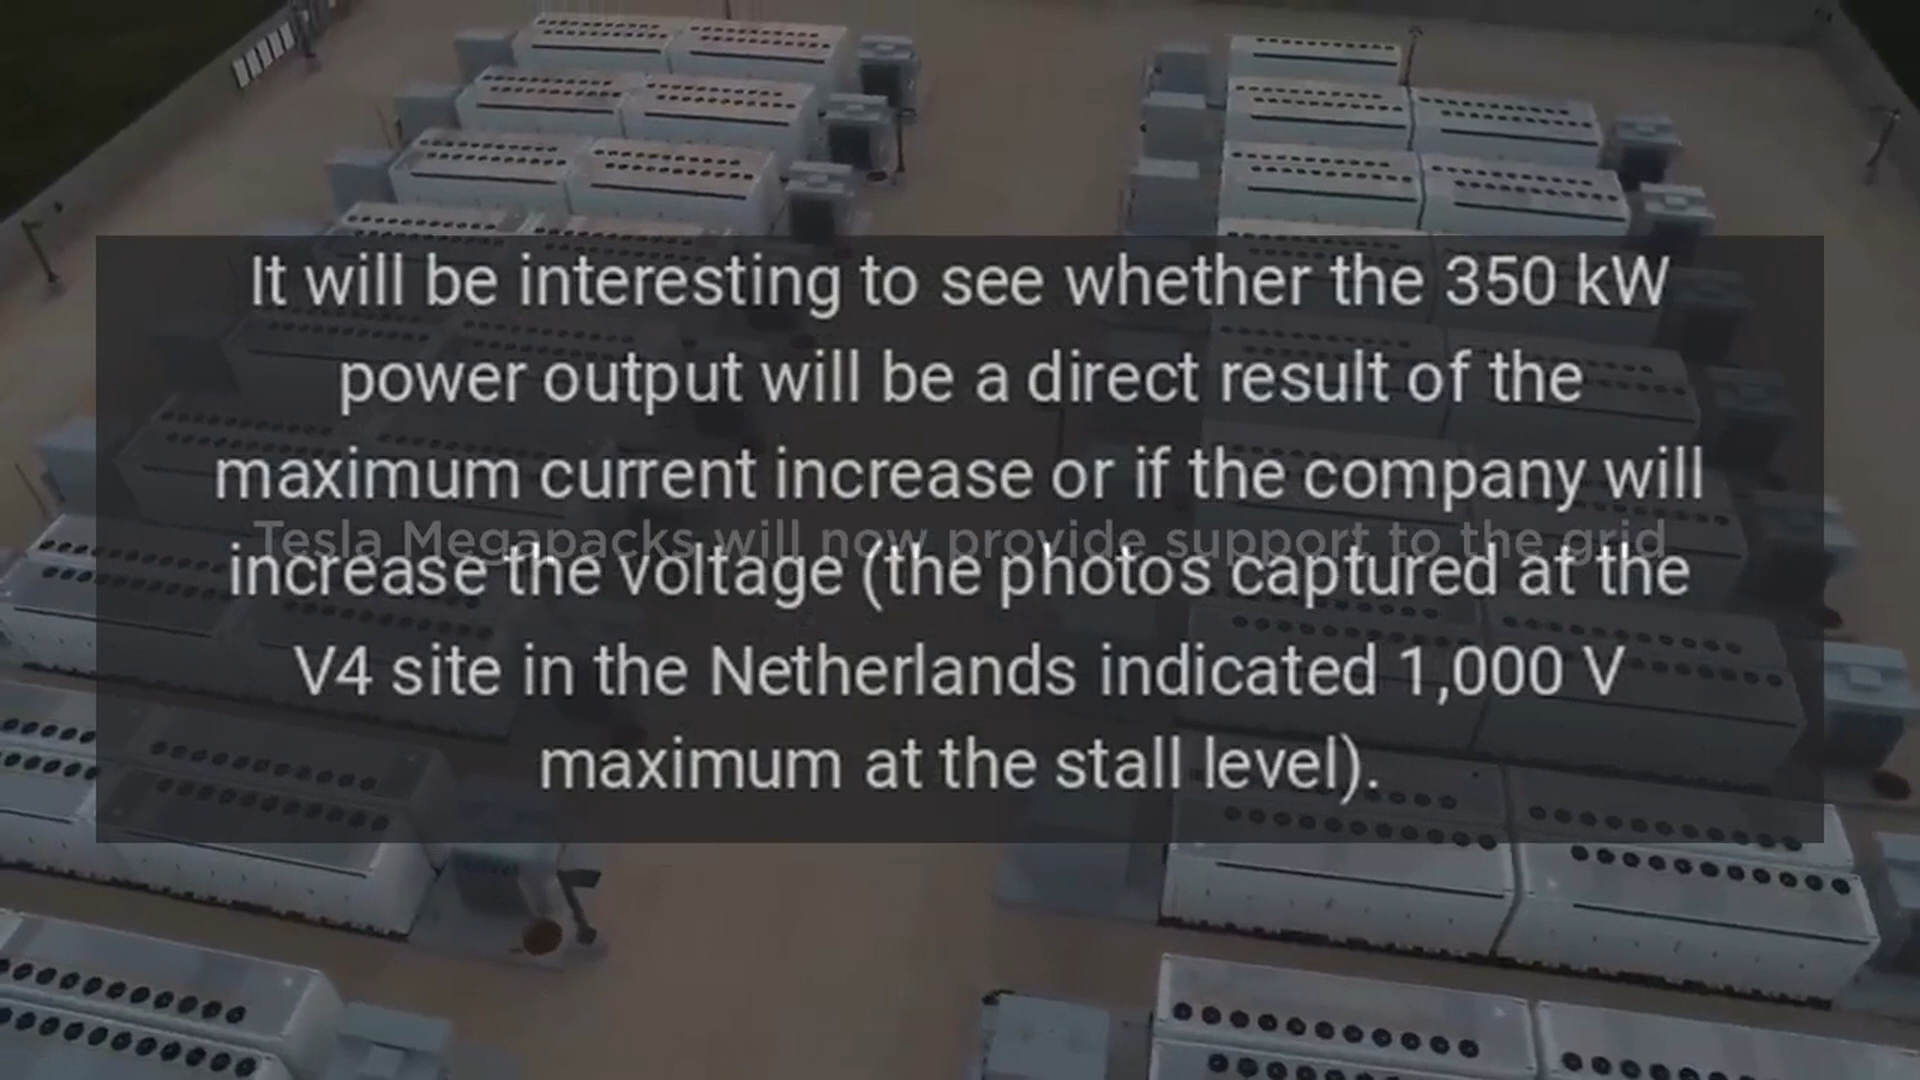 It will be interesting to see whether the 350 kW
power output will be a direct result of the
maximum current increase or if the company will
Tesla Megapacks will now provide support to the grid
increase the voltage (the photos captured at the
V4 site in the Netherlands indicated 1,000 V
maximum at the stall level).